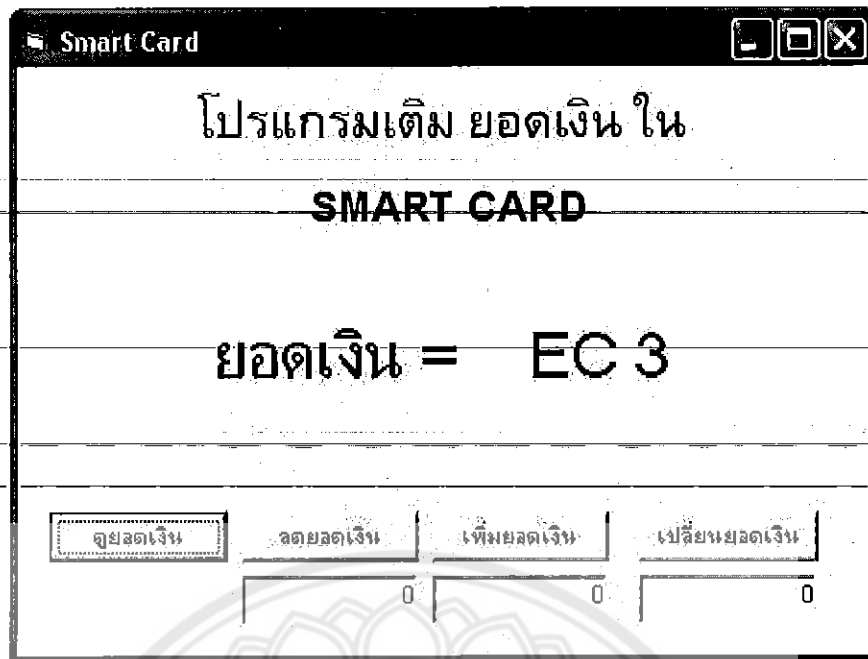 Smart Card
โปรแกรมเติม ยอดเงิน ใน
SMART CARD
ยอดเงิน = EC 3
ดูยอดเงิน ลดยอดเงิน เพิ่มยอดเงิน เปลี่ยนยอดเงิน
0 0 0